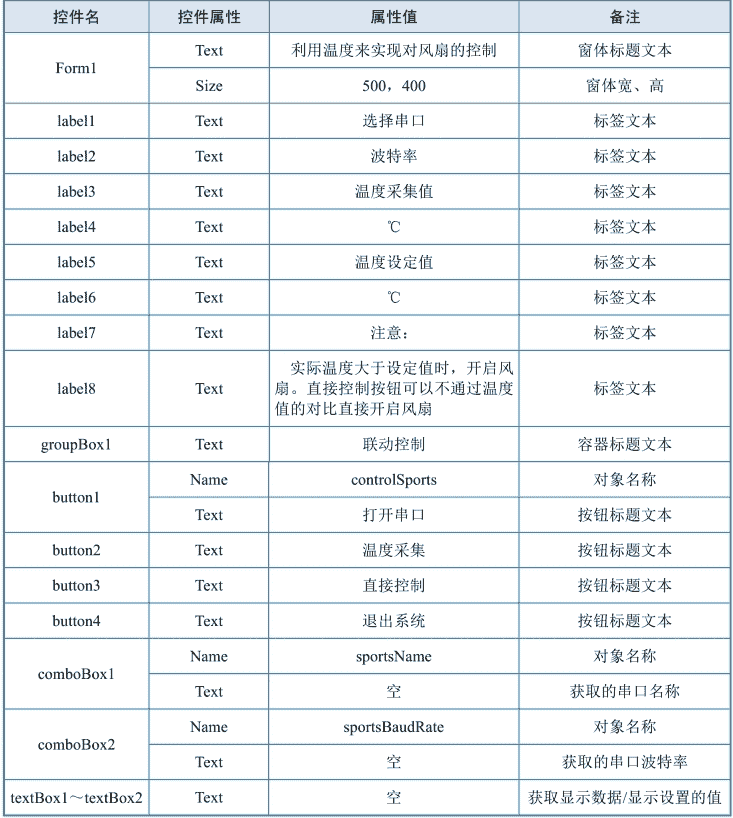 控件名 控件属性 属性值 备注
Form1 Text 利用温度来实现对风扇的控制 窗体标题文本
Size 500，400 窗体宽、高
label1 Text 选择串口 标签文本
label2 Text 波特率 标签文本
label3 Text 温度采集值 标签文本
label4 Text ℃ 标签文本
label5 Text 温度设定值 标签文本
label6 Text ℃ 标签文本
label7 Text 注意： 标签文本
label8 Text 实际温度大于设定值时，开启风
扇。直接控制按钮可以不通过温度
值的对比直接开启风扇 标签文本
groupBox1 Text 联动控制 容器标题文本
button1 Name controlSports 对象名称
Text 打开串口 按钮标题文本
button2 Text 温度采集 按钮标题文本
button3 Text 直接控制 按钮标题文本
button4 Text 退出系统 按钮标题文本
comboBox1 Name sportsName 对象名称
Text 空 获取的串口名称
comboBox2 Name sportsBaudRate 对象名称
Text 空 获取的串口波特率
textBox1～textBox2 Text 空 获取显示数据/显示设置的值